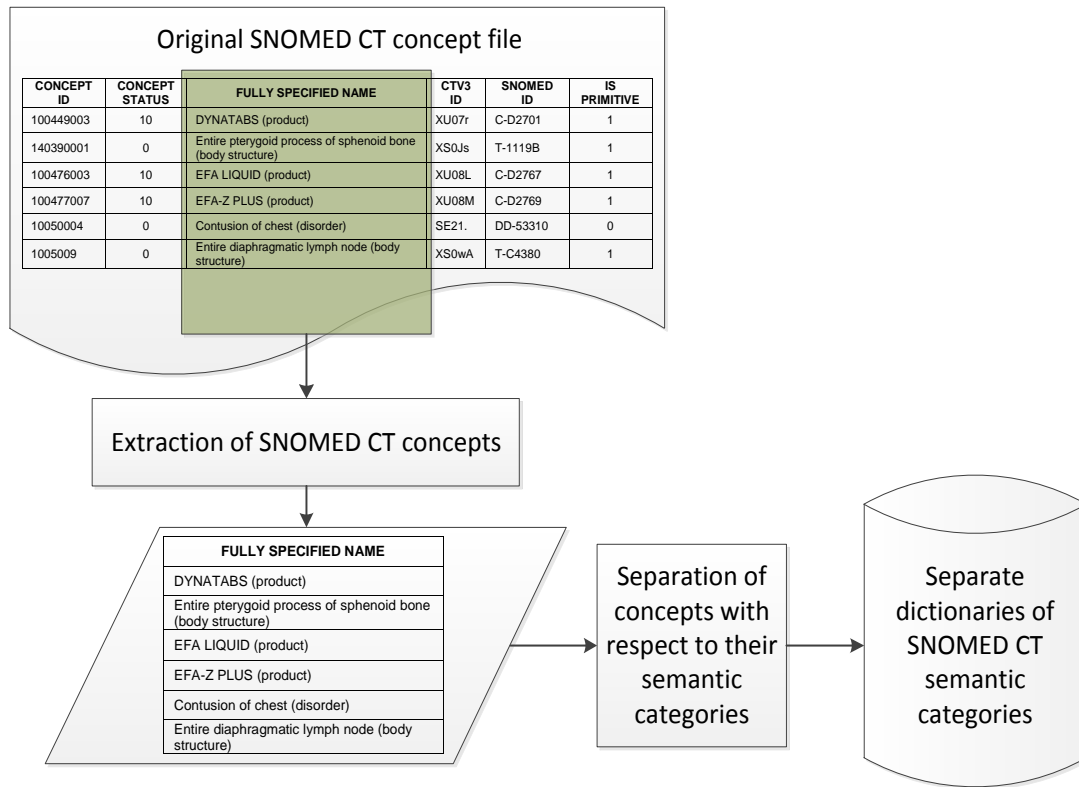 Original SNOMED CT concept file
CONCEPT ID CONCEPT STATUS FULLY SPECIFIED NAME CTV3 ID SNOMED ID IS PRIMITIVE
100449003 10 DYNATABS (product) XU07r C-D2701 1
140390001 0 Entire pterygoid process of sphenoid bone (body structure) XS0Js T-1119B 1
100476003 10 EFA LIQUID (product) XU08L C-D2767 1
100477007 10 EFA-Z PLUS (product) XU08M C-D2769 1
10050004 0 Contusion of chest (disorder) SE21. DD-53310 0
1005009 0 Entire diaphragmatic lymph node (body structure) XS0wA T-C4380 1
Extraction of SNOMED CT concepts
FULLY SPECIFIED NAME
DYNATABS (product)
Entire pterygoid process of sphenoid bone
(body structure)
EFA LIQUID (product)
EFA-Z PLUS (product)
Contusion of chest (disorder)
Entire diaphragmatic lymph node (body
structure)
Separation of
concepts with
respect to their
semantic
categories
Separate
dictionaries of
SNOMED CT
semantic
categories